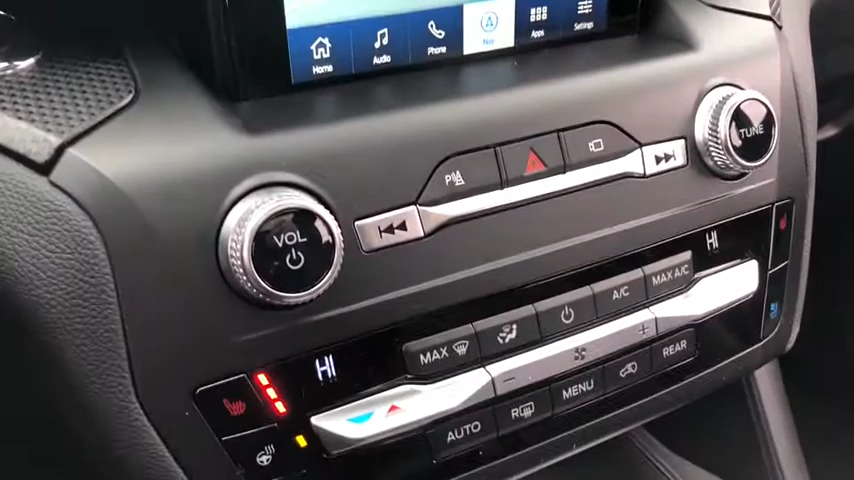 Home
Audio
Phone
Nav
Apps
Settings
VOL
P
TUNE
HI
HI
MAX
A/C
MAX A/C
AUTO
MENU
REAR